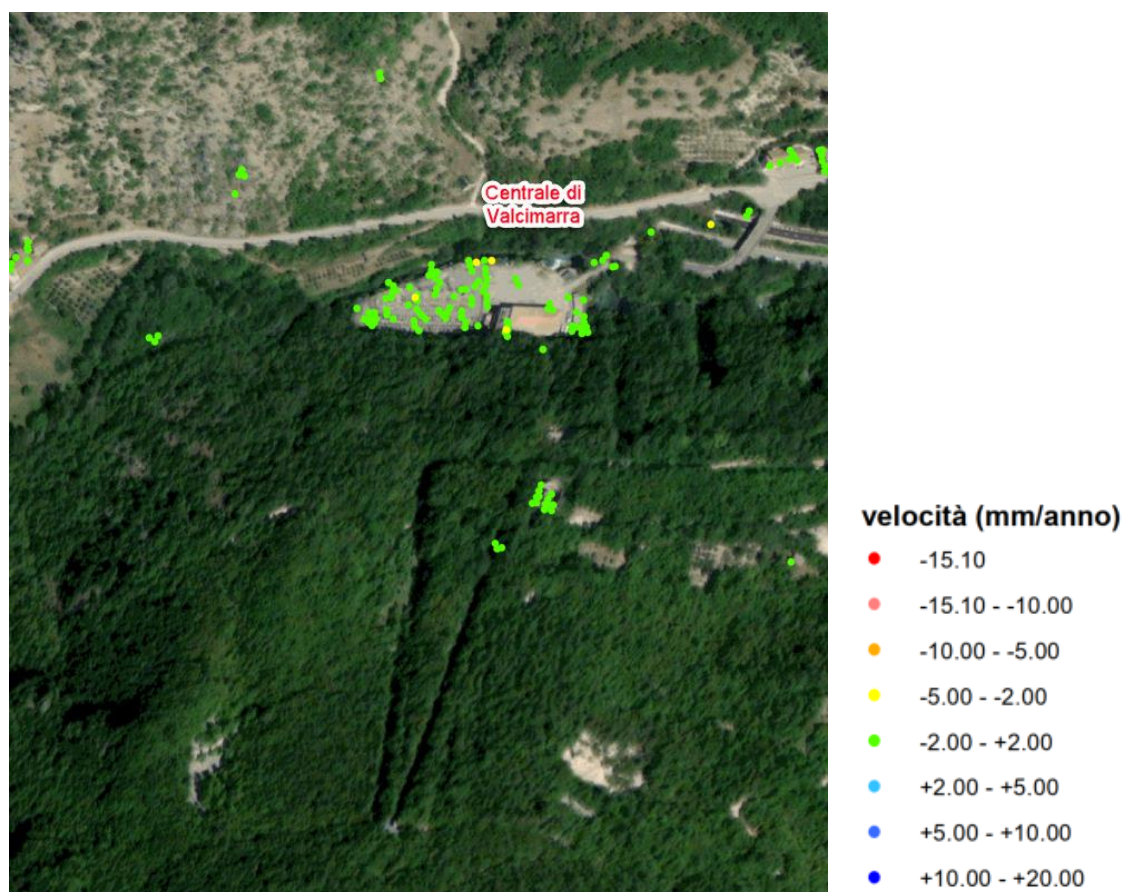 Centrale di
Valcimarra
velocità (mm/anno)
-15.10
-15.10 - -10.00
-10.00 - -5.00
-5.00 - -2.00
-2.00 - +2.00
+2.00 - +5.00
+5.00 - +10.00
+10.00 - +20.00